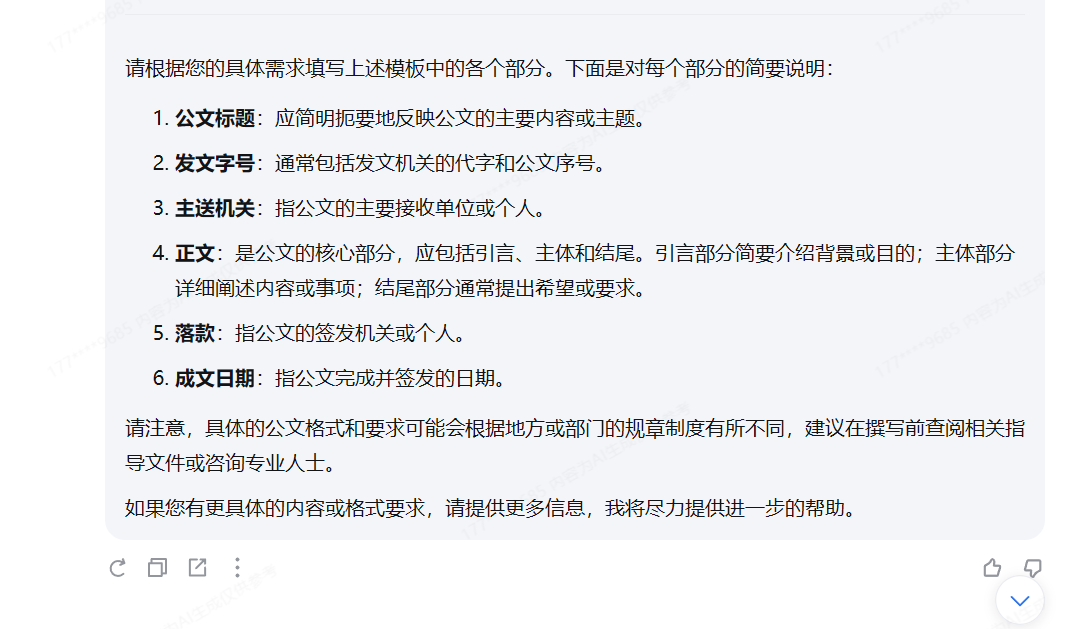 请根据您的具体需求填写上述模板中的各个部分。下面是对每个部分的简要说明：
1. 公文标题：应简明扼要地反映公文的主要内容或主题。
2. 发文字号：通常包括发文机关的代字和公文序号。
3. 主送机关：指公文的主要接收单位或个人。
4. 正文：是公文的核心部分，应包括引言、主体和结尾。引言部分简要介绍背景或目的；主体部分
详细阐述内容或事项；结尾部分通常提出希望或要求。
5. 落款：指公文的签发机关或个人。
6. 成文日期：指公文完成并签发的日期。
请注意，具体的公文格式和要求可能会根据地方或部门的规章制度有所不同，建议在撰写前查阅相关指
导文件或咨询专业人士。
如果您有更具体的内容或格式要求，请提供更多信息，我将尽力提供进一步的帮助。